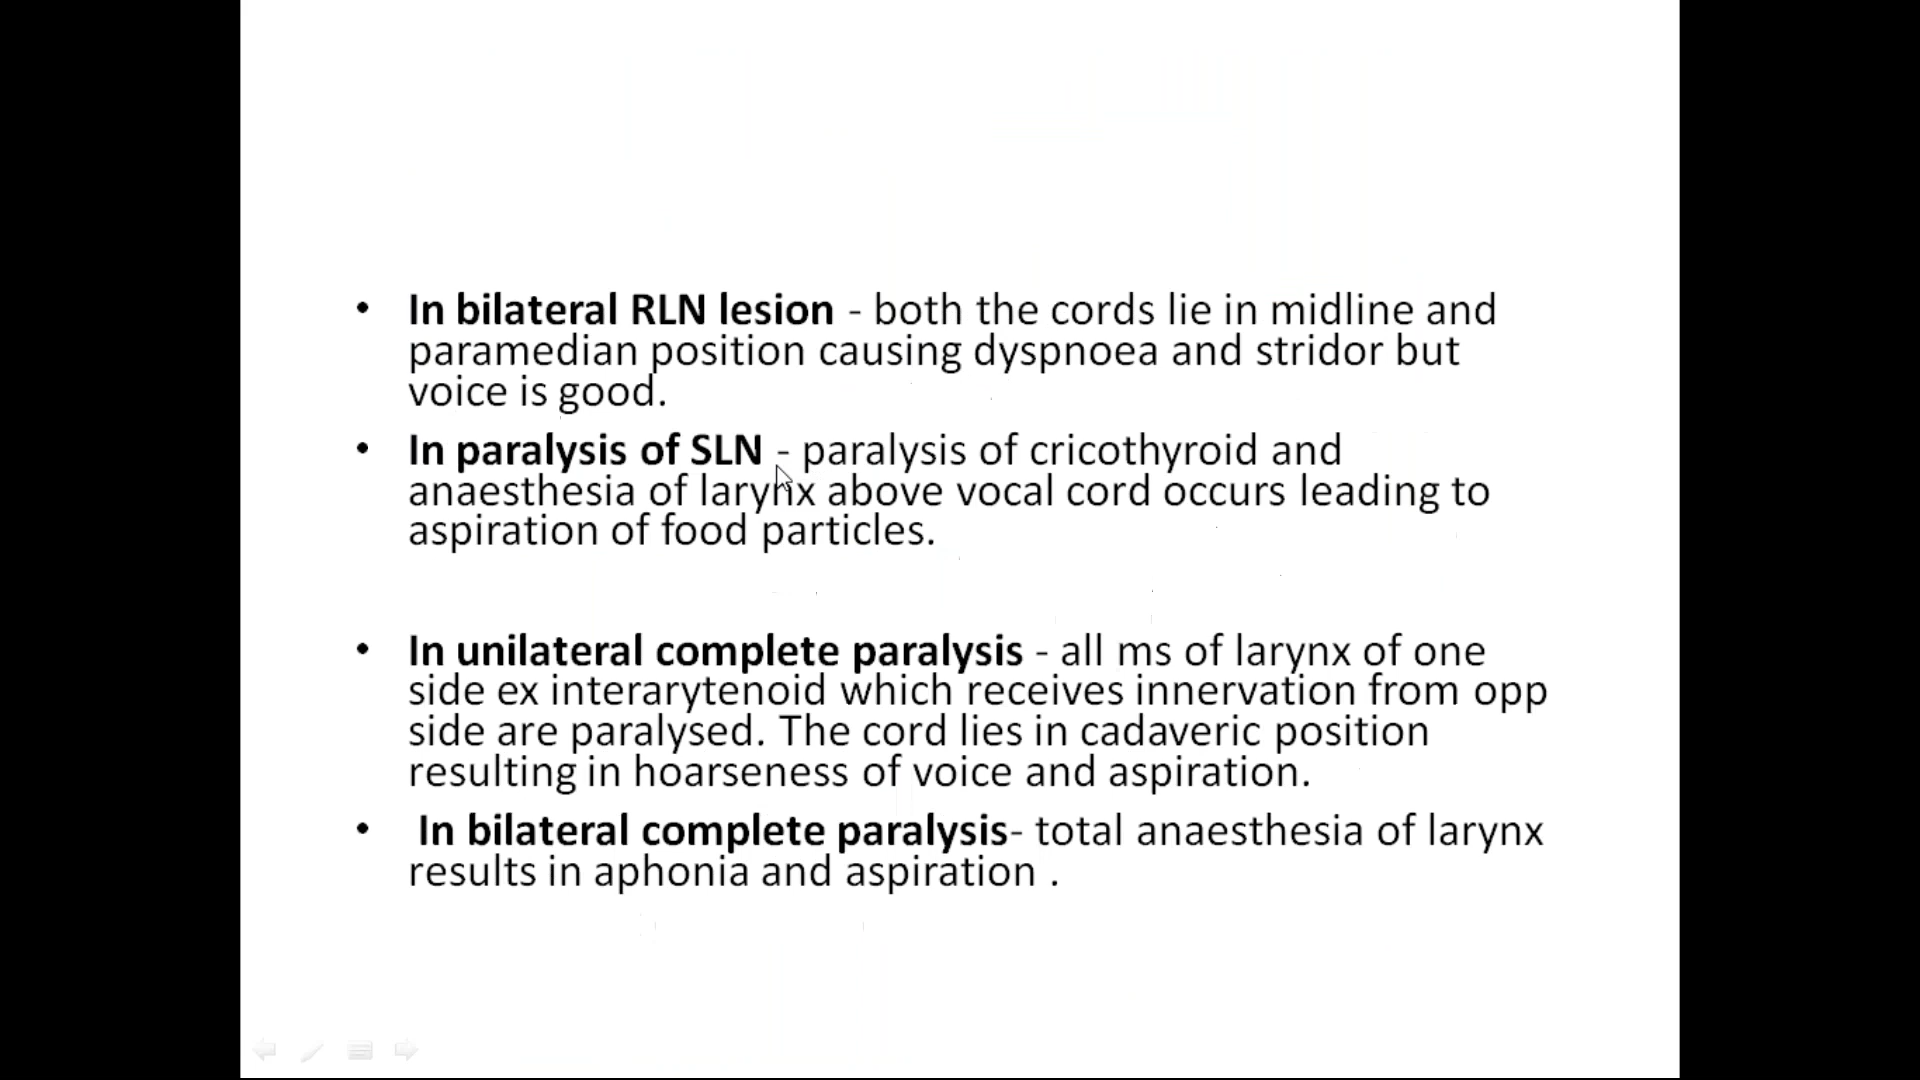 • In bilateral RLN lesion - both the cords lie in midline and
paramedian position causing dyspnoea and stridor but
voice is good.
• In paralysis of SLN - paralysis of cricothyroid and
anaesthesia of larynx above vocal cord occurs leading to
aspiration of food particles.
• In unilateral complete paralysis - all ms of larynx of one
side ex interarytenoid which receives innervation from opp
side are paralysed. The cord lies in cadaveric position
resulting in hoarseness of voice and aspiration.
• In bilateral complete paralysis- total anaesthesia of larynx
results in aphonia and aspiration .